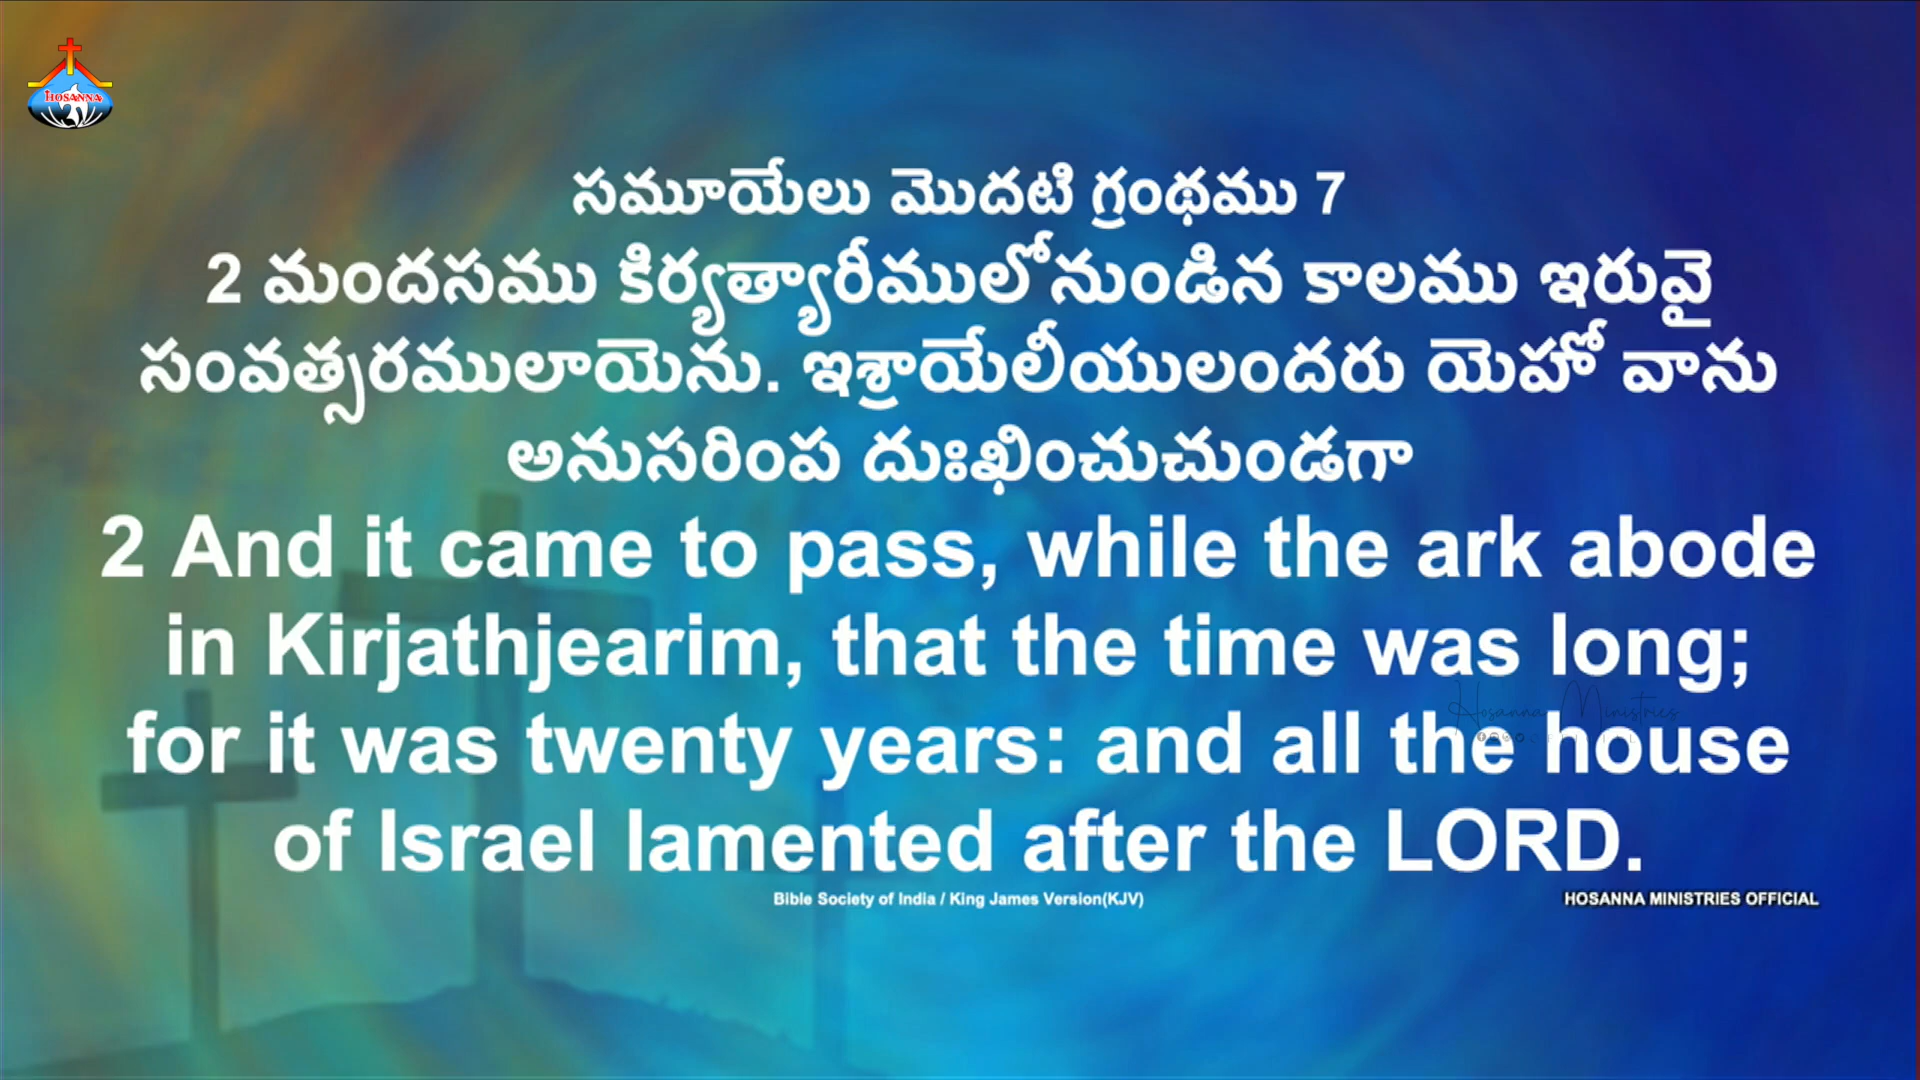 HOSANNA
సమూయేలు మొదటి గ్రంథము 7
2 మందసము కిర్యత్యారీములోనుండిన కాలము ఇరువై
సంవత్సరములాయెను. ఇశ్రాయేలీయులందరు యెహో వాను
అనుసరింప దుఃఖించుచుండగా
2 And it came to pass, while the ark abode
in Kirjathjearim, that the time was long;
Hosanna Ministries
for it was twenty years: and all the house
of Israel lamented after the LORD.
Bible Society of India / King James Version(KJV)
HOSANNA MINISTRIES OFFICIAL